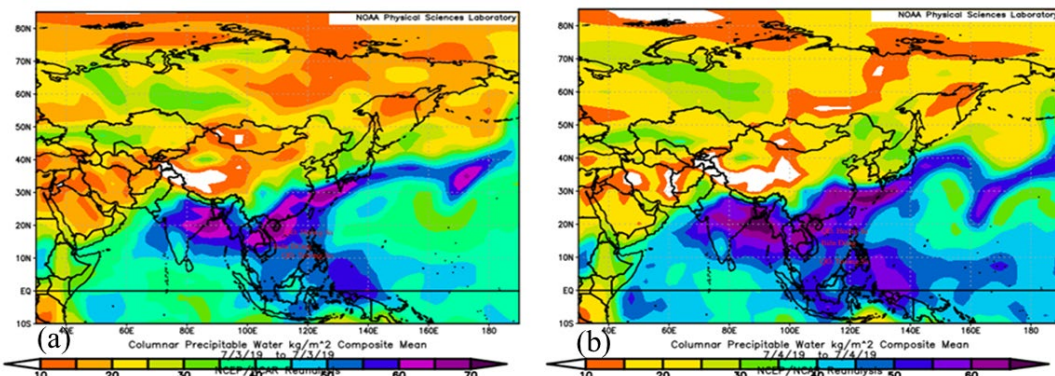 NOAA Physical Sciences Laboratory
80N
70N
60N
50N
40N
30N
20N
10N
EQ
10S
(a)
40E 60E 80E 100E 120E 140E 160E 180
Columnar Precipitable Water kg/m^2 Composite Mean
7/3/19 to 7/3/19
NCEP/NCAR Reanalysis
10 20 30 40 50 60 70
NOAA Physical Sciences Laboratory
80N
70N
60N
50N
40N
30N
20N
10N
EQ
10S
(b)
40E 60E 80E 100E 120E 140E 160E 180
Columnar Precipitable Water kg/m^2 Composite Mean
7/4/19 to 7/4/19
NCEP/NCAR Reanalysis
10 20 30 40 50 60